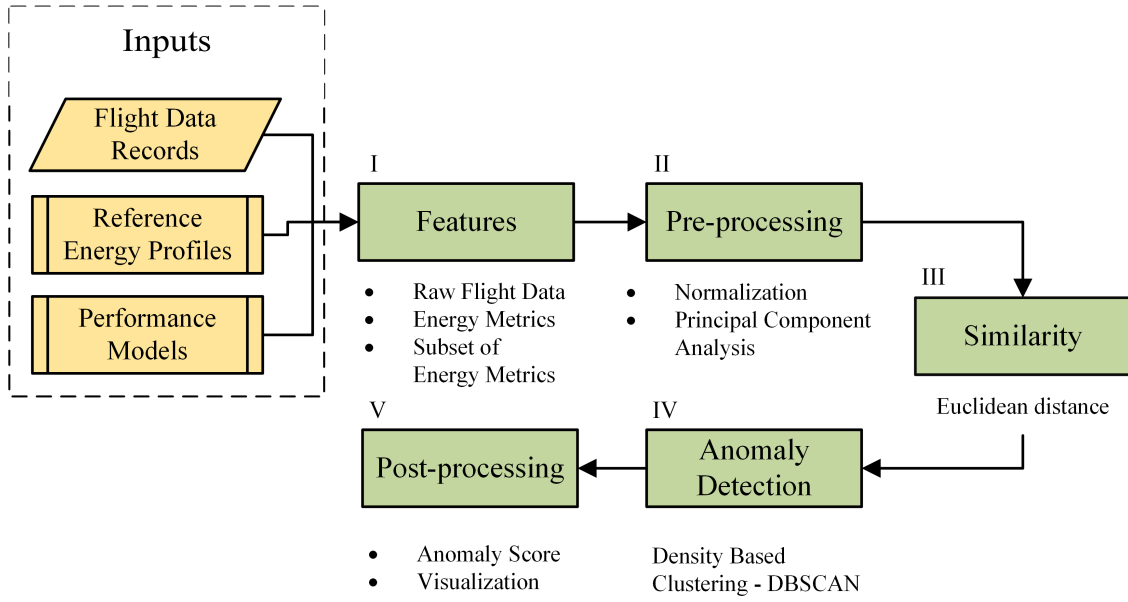 Inputs
Flight Data
Records
Reference
Energy Profiles
Performance
Models
I
Features
• Raw Flight Data
• Energy Metrics
• Subset of
Energy Metrics
II
Pre-processing
• Normalization
• Principal Component
Analysis
III
Similarity
Euclidean distance
IV
Anomaly
Detection
Density Based
Clustering - DBSCAN
V
Post-processing
• Anomaly Score
• Visualization